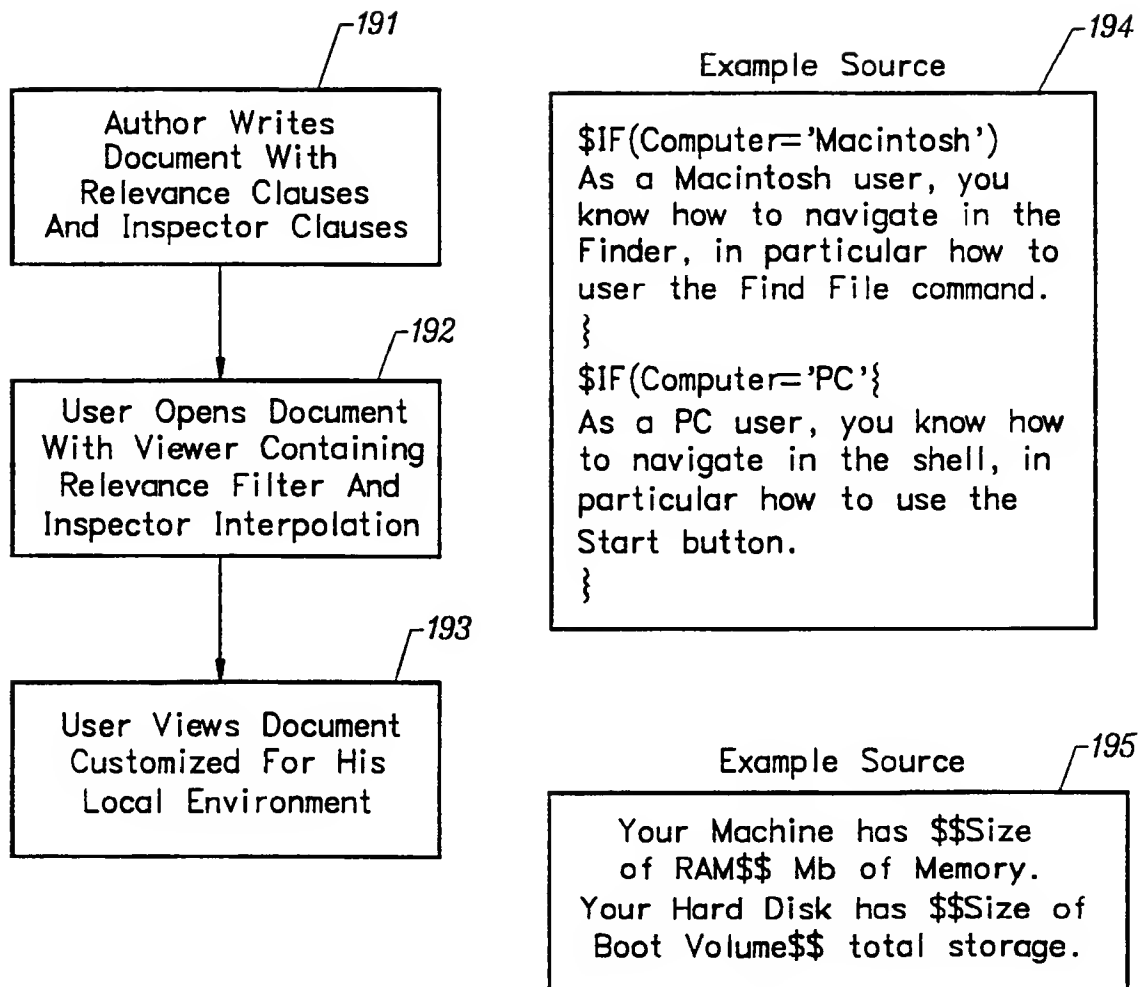 191
Author Writes
Document With
Relevance Clauses
And Inspector Clauses
192
User Opens Document
With Viewer Containing
Relevance Filter And
Inspector Interpolation
193
User Views Document
Customized For His
Local Environment
194
Example Source
$IF(Computer='Macintosh')
As a Macintosh user, you
know how to navigate in the
Finder, in particular how to
user the Find File command.
}
$IF(Computer='PC'{
As a PC user, you know how
to navigate in the shell, in
particular how to use the
Start button.
}
195
Example Source
Your Machine has $$Size
of RAM$$ Mb of Memory.
Your Hard Disk has $$Size of
Boot Volume$$ total storage.